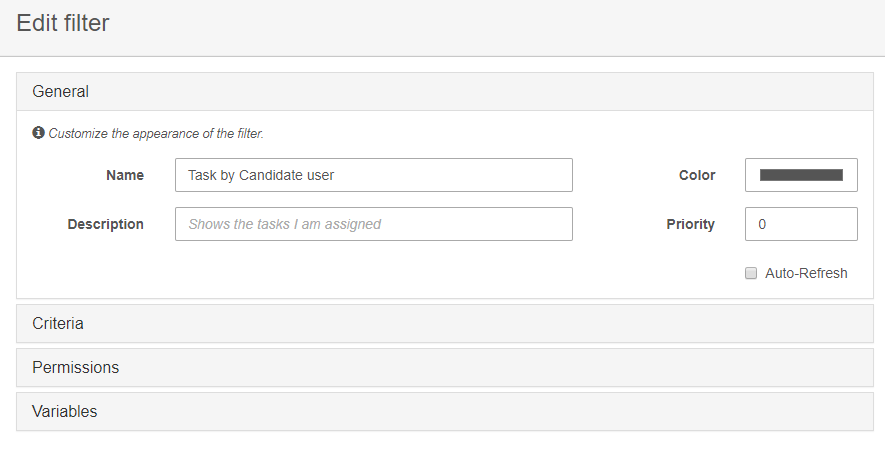 Edit filter
General
Customize the appearance of the filter.
Name Task by Candidate user Color
Description Shows the tasks I am assigned Priority 0
Auto-Refresh
Criteria
Permissions
Variables